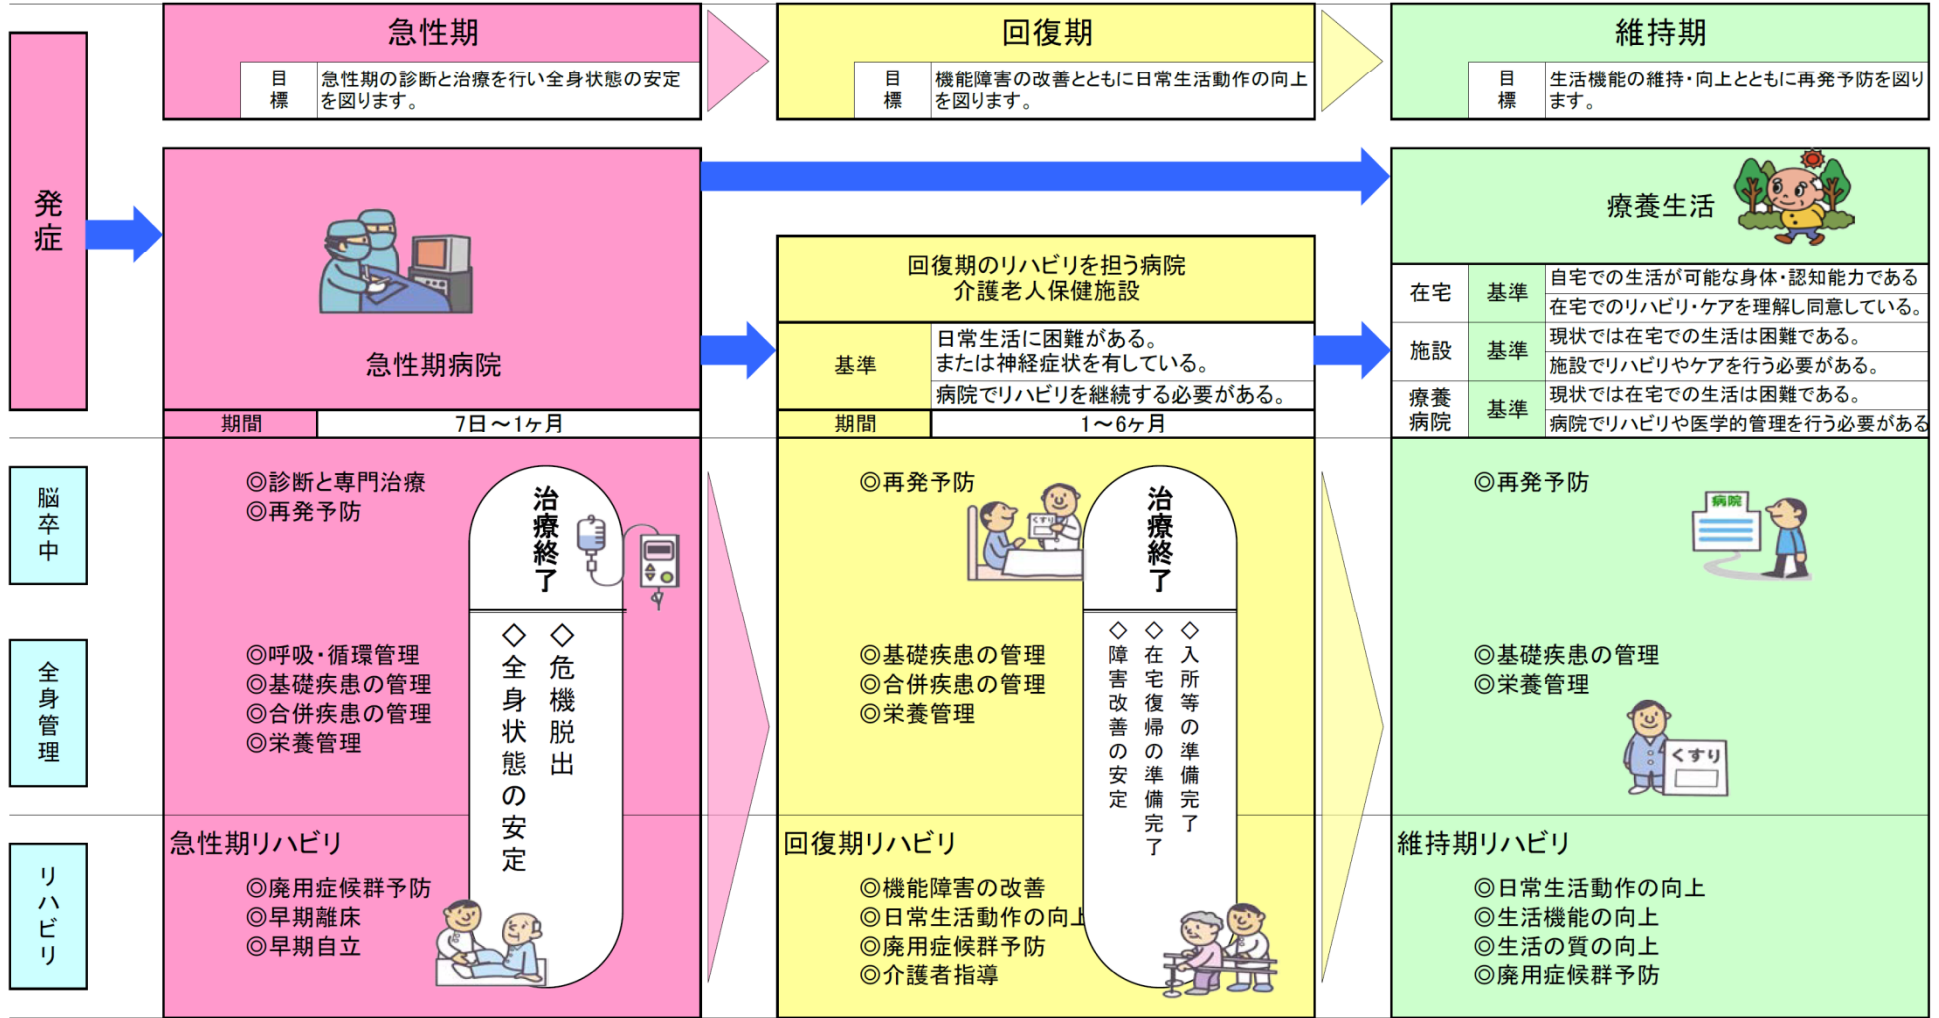 急性期
目標
急性期の診断と治療を行い全身状態の安定
を図ります。
回復期
目標
機能障害の改善とともに日常生活動作の向上
を図ります。
維持期
目標
生活機能の維持・向上とともに再発予防を図り
ます。
発症
急性期病院
期間
7日～1ヶ月
回復期のリハビリを担う病院
介護老人保健施設
基準
日常生活に困難がある。
または神経症状を有している。
病院でリハビリを継続する必要がある。
期間
1～6ヶ月
療養生活
在宅
基準
自宅での生活が可能な身体・認知能力である
在宅でのリハビリ・ケアを理解し同意している。
施設
基準
現状では在宅での生活は困難である。
施設でリハビリやケアを行う必要がある。
療養
病院
基準
現状では在宅での生活は困難である。
病院でリハビリや医学的管理を行う必要がある
脳卒中
◎診断と専門治療
◎再発予防
治療終了
◇危機脱出
◇全身状態の安定
◎再発予防
くすり
治療終了
◇入所等の準備完了
◇在宅復帰の準備完了
◇障害改善の安定
◎再発予防
病院
全身管理
◎呼吸・循環管理
◎基礎疾患の管理
◎合併疾患の管理
◎栄養管理
◎基礎疾患の管理
◎合併疾患の管理
◎栄養管理
◎基礎疾患の管理
◎栄養管理
くすり
リハビリ
急性期リハビリ
◎廃用症候群予防
◎早期離床
◎早期自立
回復期リハビリ
◎機能障害の改善
◎日常生活動作の向上
◎廃用症候群予防
◎介護者指導
維持期リハビリ
◎日常生活動作の向上
◎生活機能の向上
◎生活の質の向上
◎廃用症候群予防